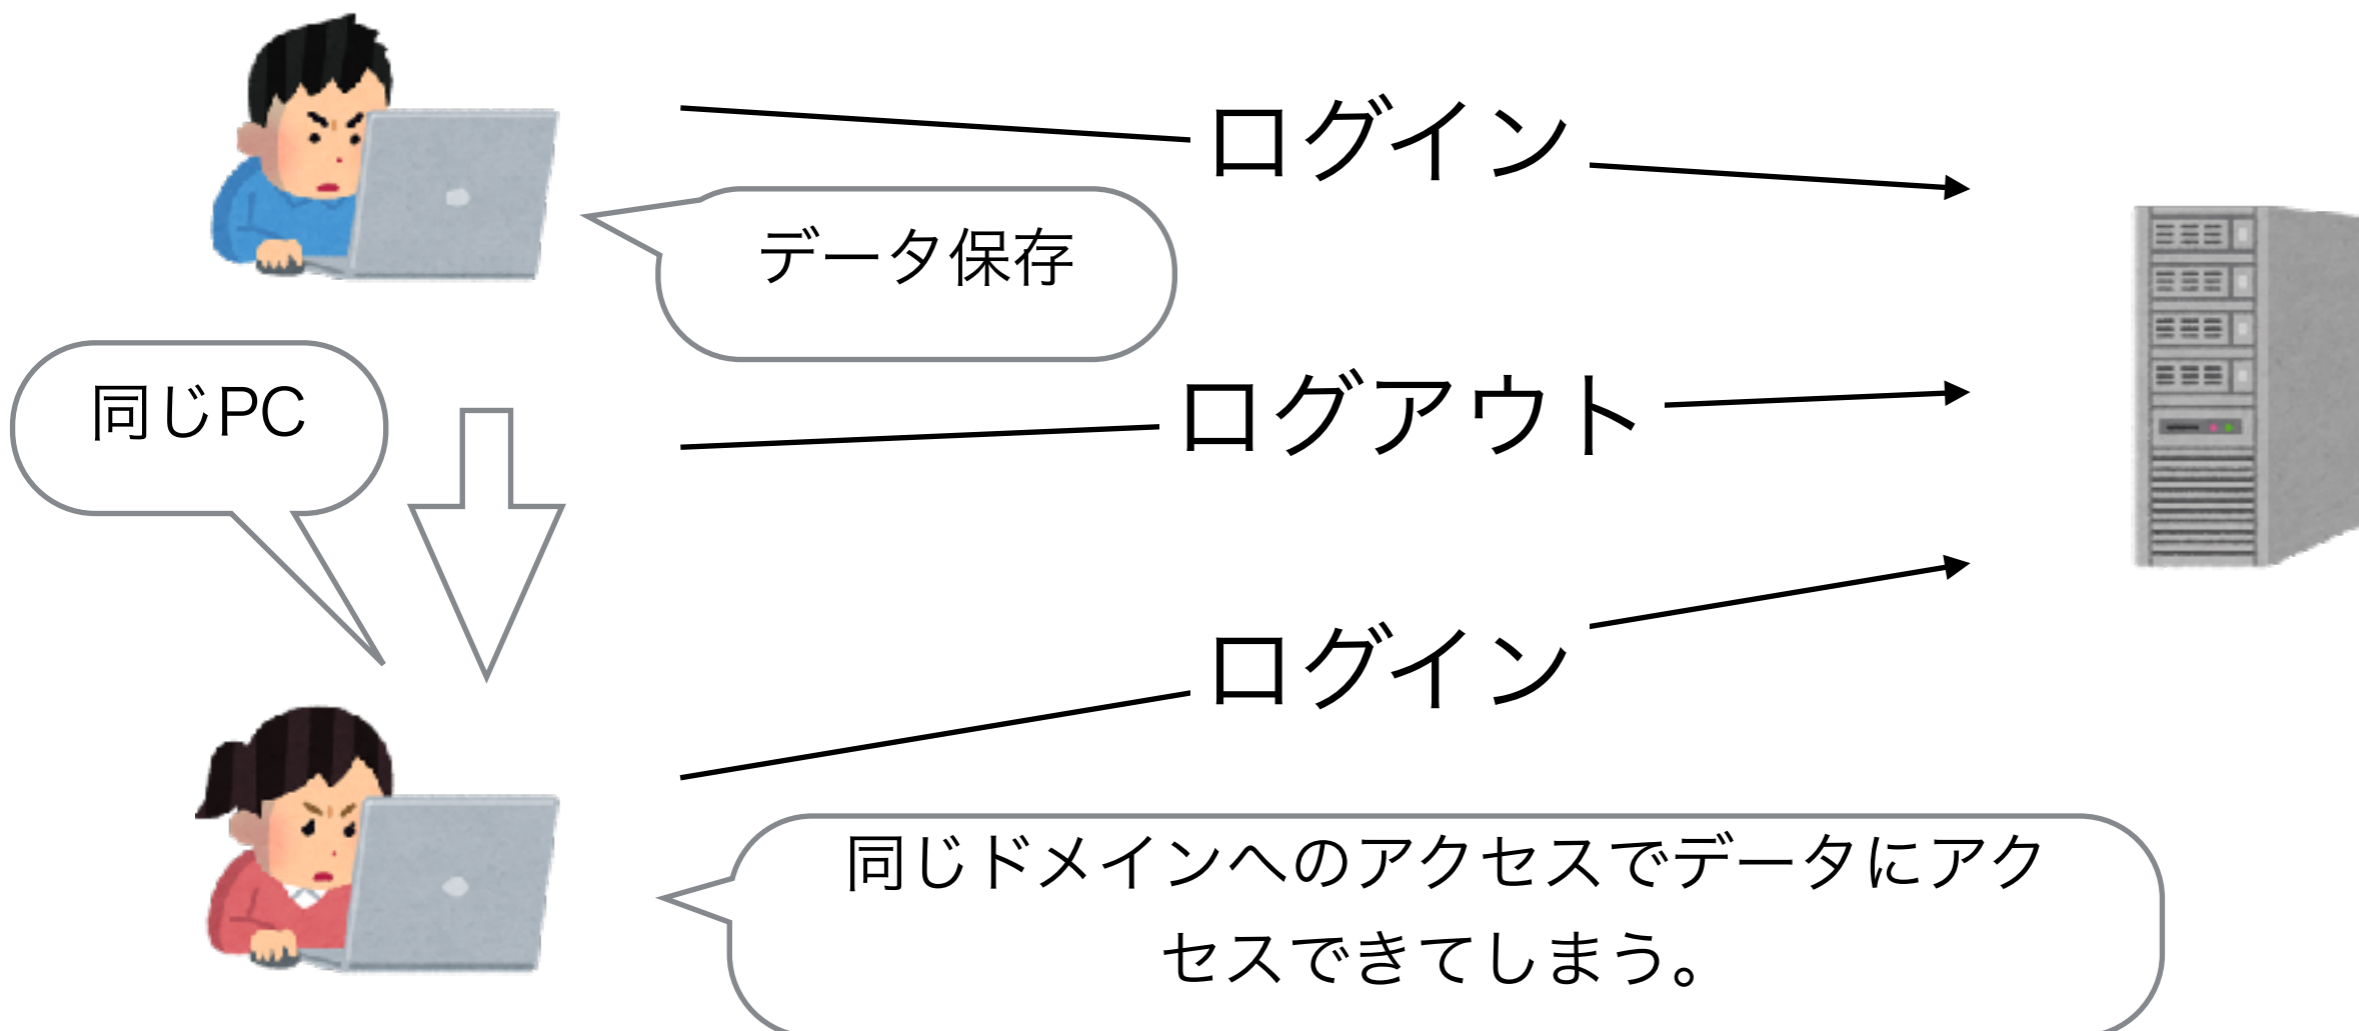 ログイン
データ保存
同じPC
ログアウト
ログイン
同じドメインへのアクセスでデータにアク
セスできてしまう。